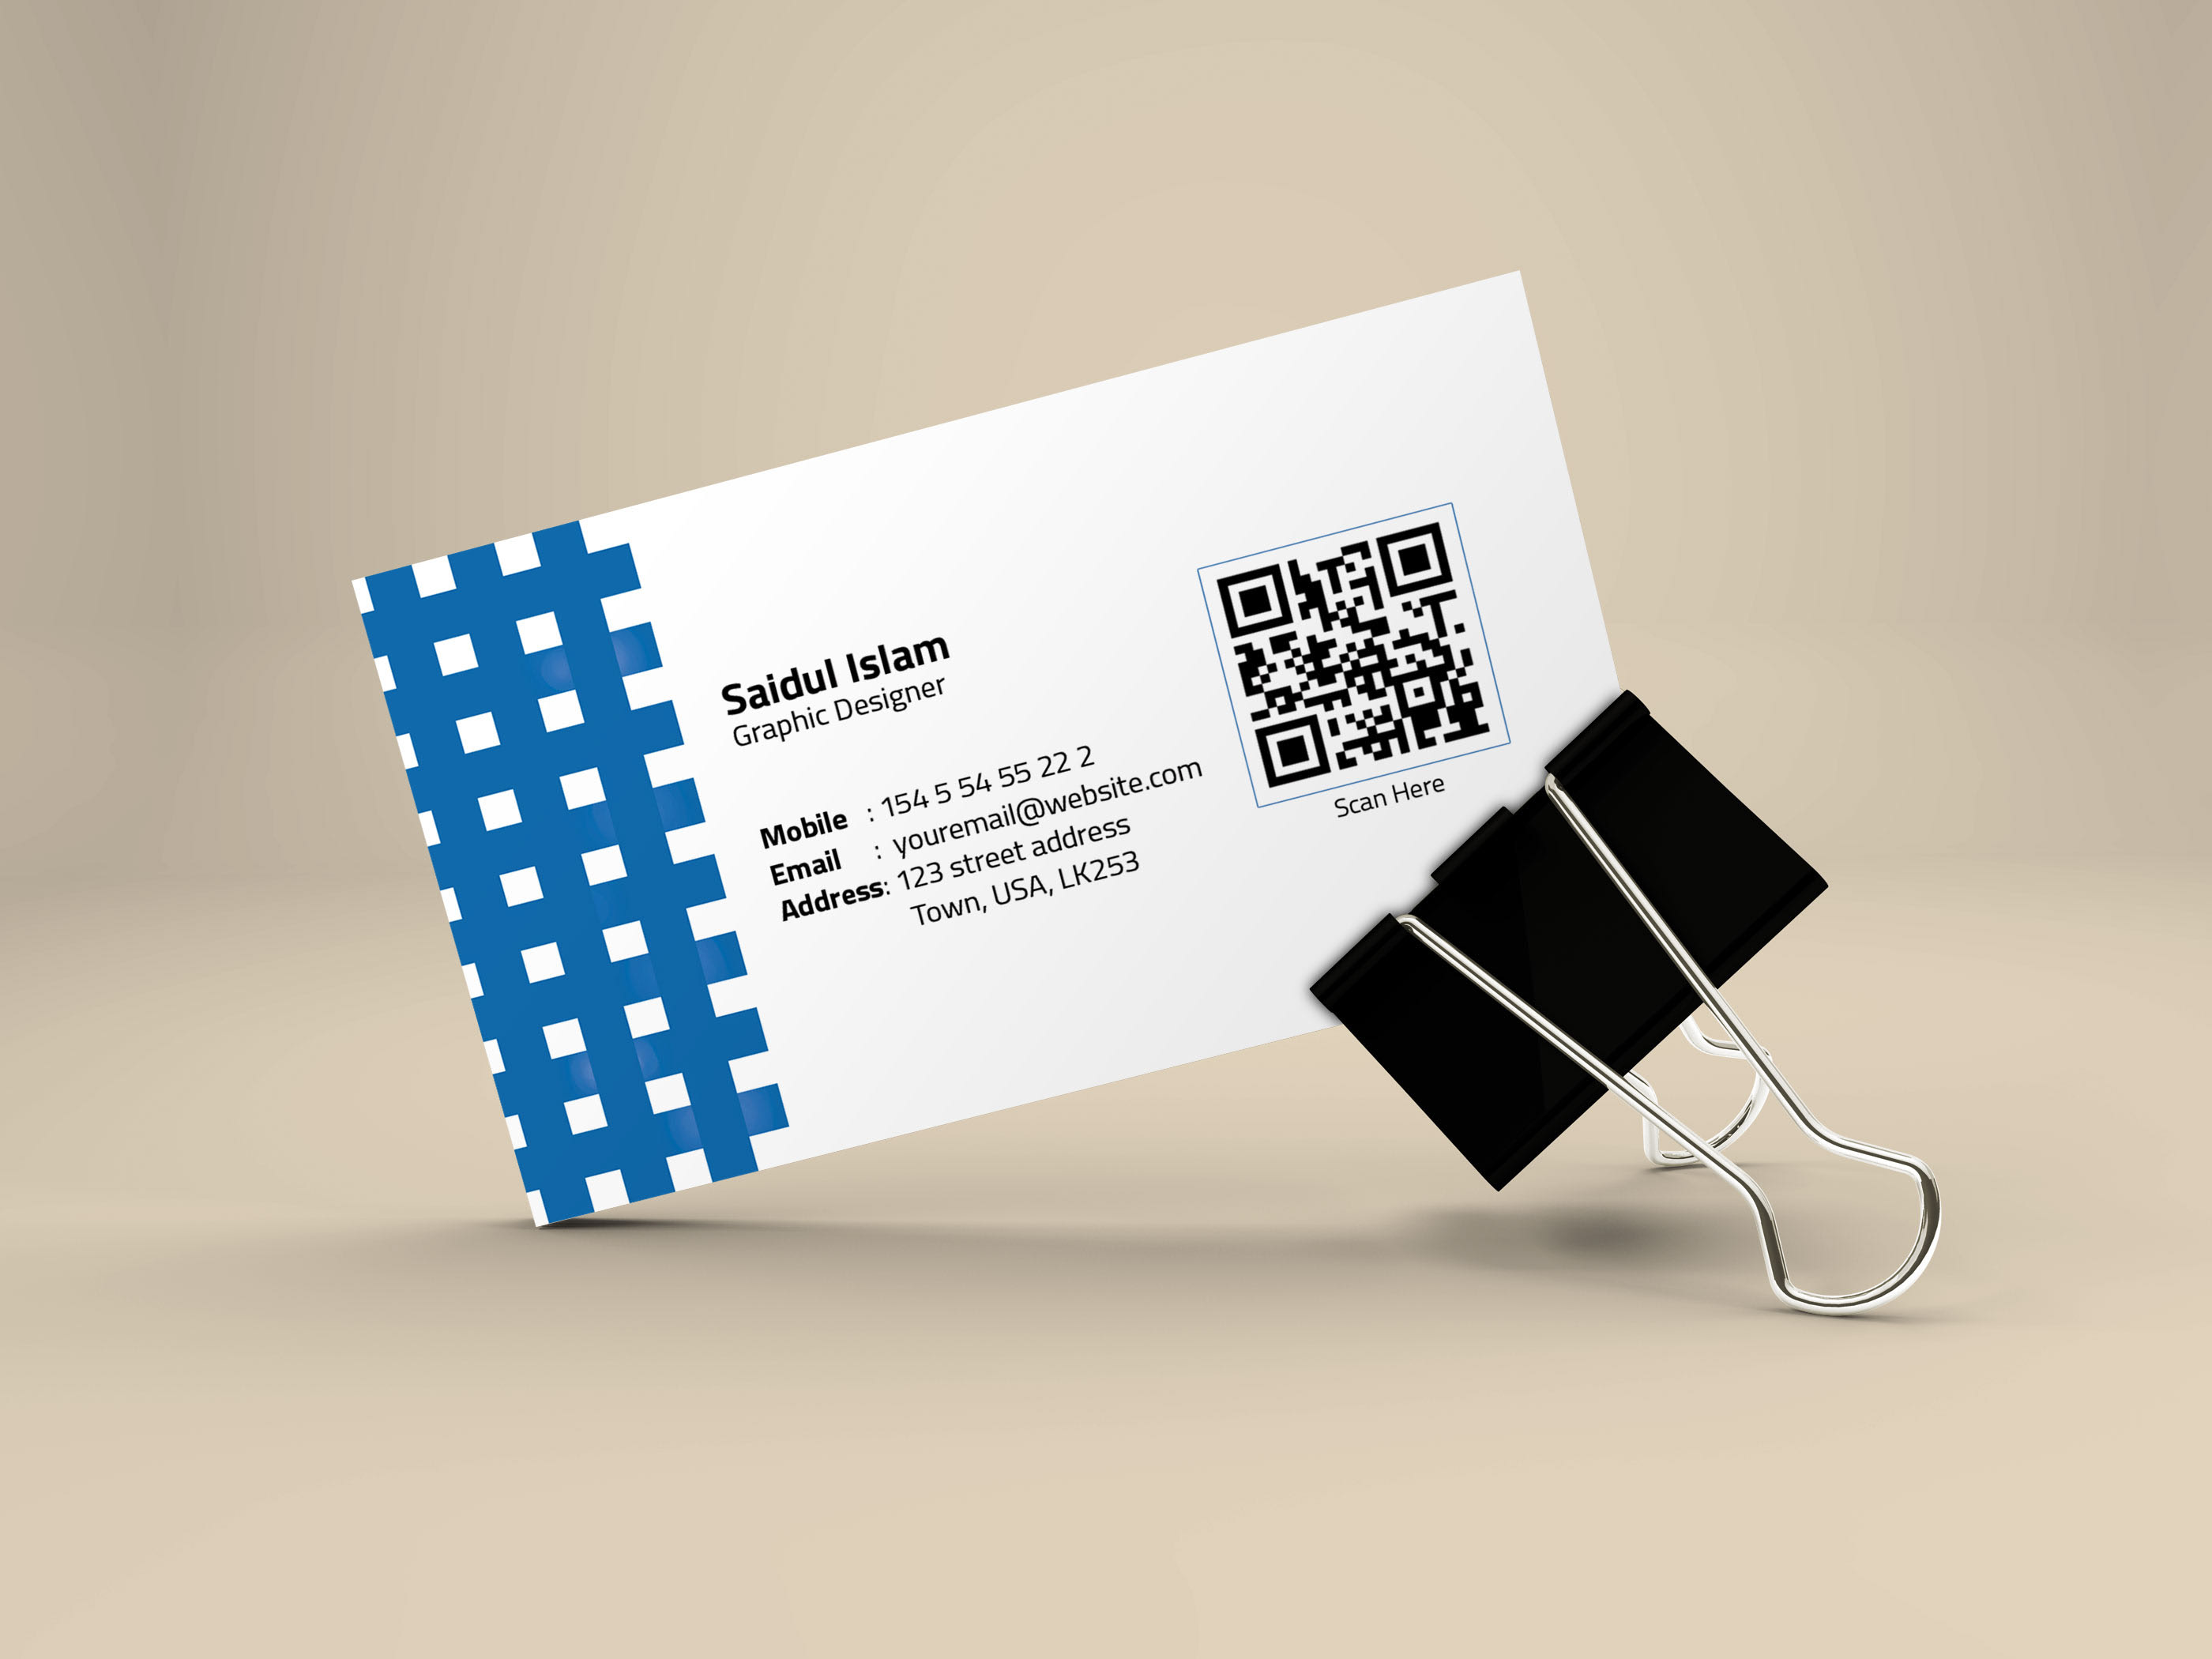 Saidul Islam
Graphic Designer
Mobile : 154 5 54 55 22 2
Email : youremail@website.com
Address: 123 street address
Town, USA, LK253
Scan Here